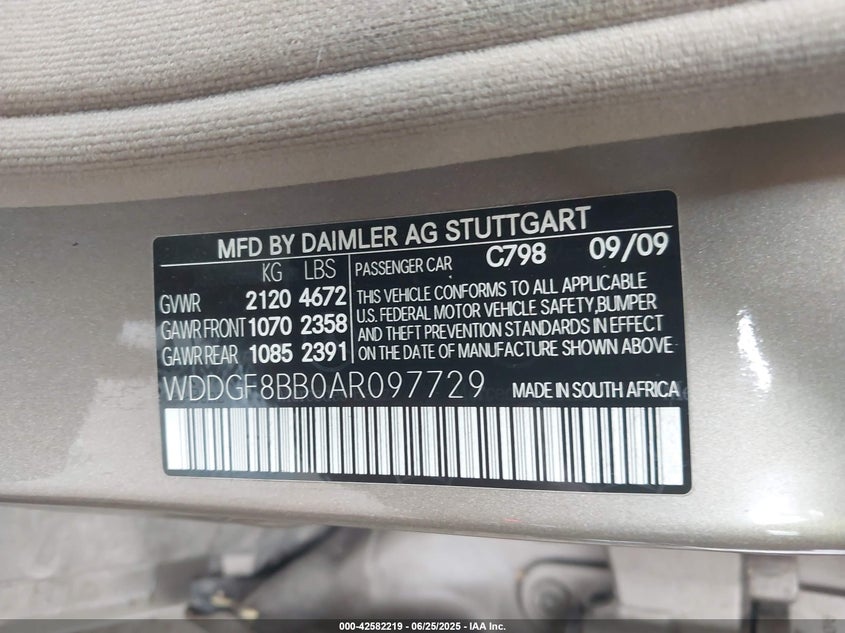 MFD BY DAIMLER AG STUTTGART
KG LBS PASSENGER CAR C798 09/09
GVWR 2120 4672
GAWR FRONT 1070 2358
GAWR REAR 1085 2391
THIS VEHICLE CONFORMS TO ALL APPLICABLE
U.S. FEDERAL MOTOR VEHICLE SAFETY,BUMPER
AND THEFT PREVENTION STANDARDS IN EFFECT
ON THE DATE OF MANUFACTURE SHOWN ABOVE
WDDGF8BB0AR097729 MADE IN SOUTH AFRICA
000-42582219 - 06/25/2025 - IAA Inc.